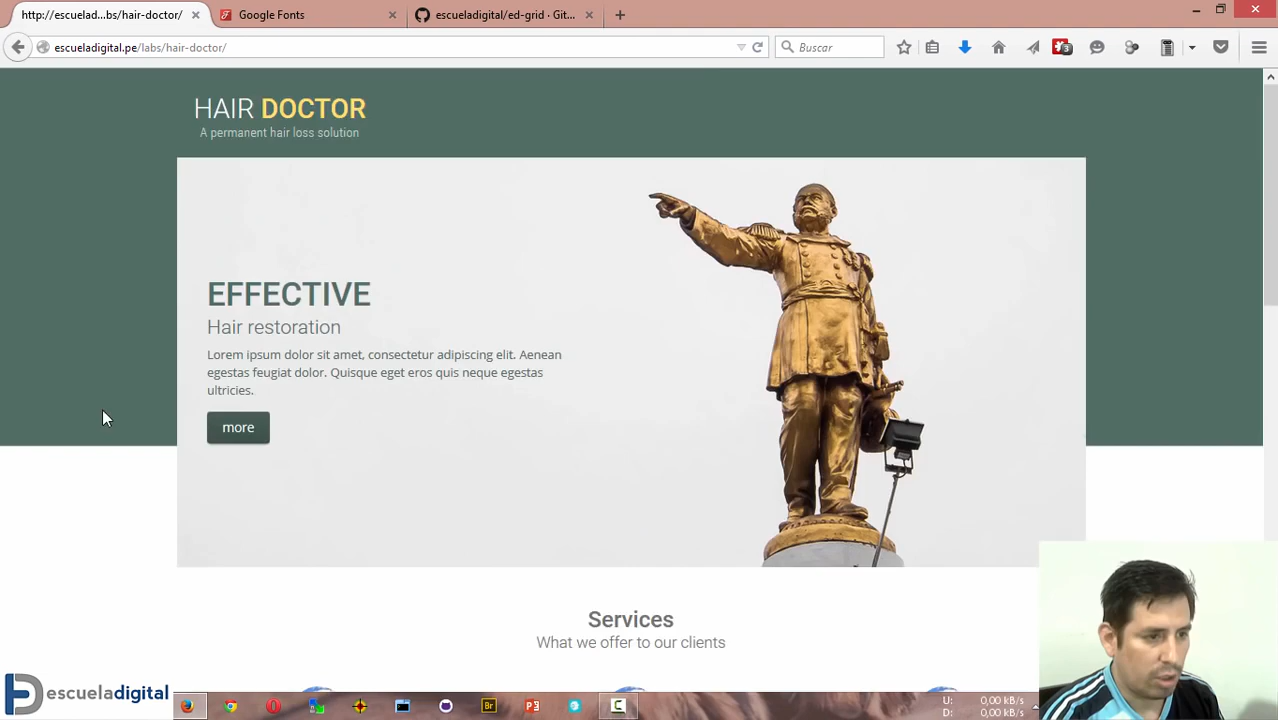 http://escuelad...bs/hair-doctor/
Google Fonts
escueladigital/ed-grid · Git...
escueladigital.pe/labs/hair-doctor/
Buscar
3
HAIR DOCTOR
A permanent hair loss solution
EFFECTIVE
Hair restoration
Lorem ipsum dolor sit amet, consectetur adipiscing elit. Aenean
egestas feugiat dolor. Quisque eget eros quis neque egestas
ultricies.
more
Services
What we offer to our clients
escueladigital
Br
U: 0,00 kB/s
D: 0,00 kB/s